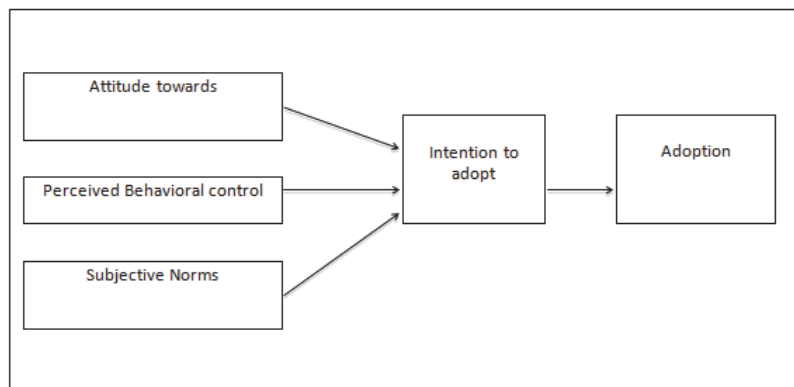 Attitude towards
Perceived Behavioral control
Subjective Norms
Intention to
adopt
Adoption